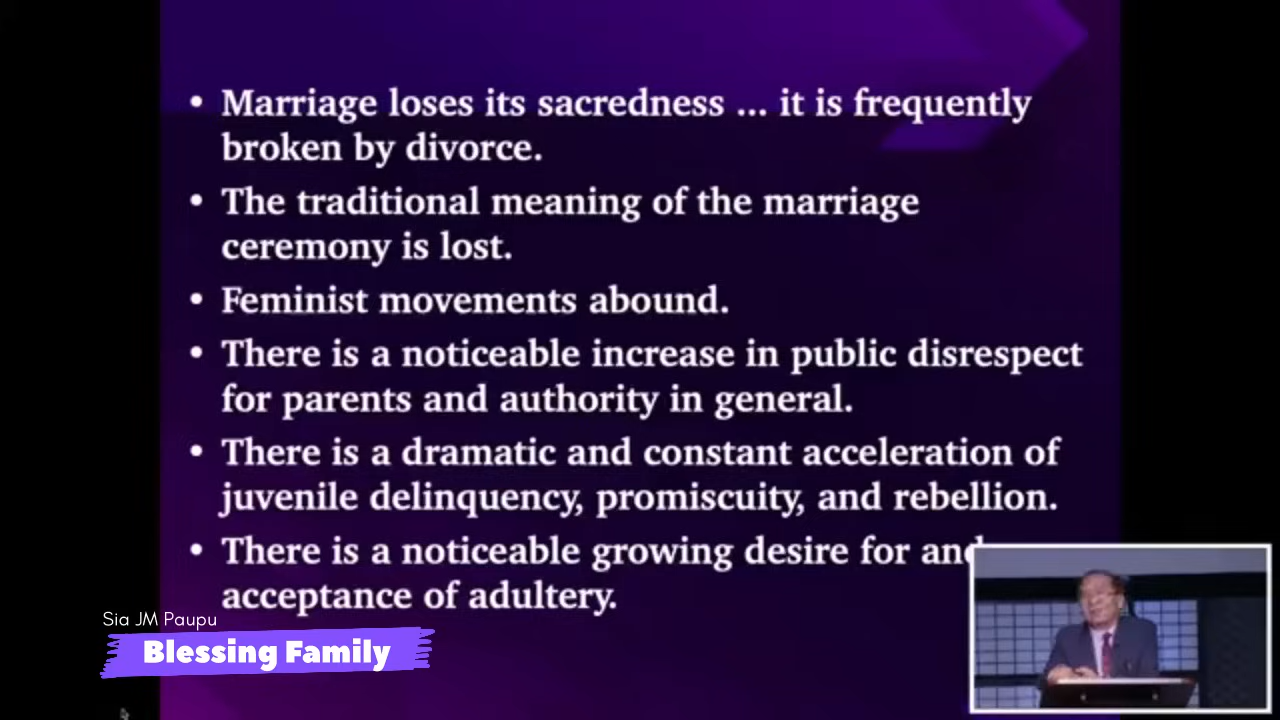 • Marriage loses its sacredness ... it is frequently
broken by divorce.
• The traditional meaning of the marriage
ceremony is lost.
• Feminist movements abound.
• There is a noticeable increase in public disrespect
for parents and authority in general.
• There is a dramatic and constant acceleration of
juvenile delinquency, promiscuity, and rebellion.
• There is a noticeable growing desire for and
acceptance of adultery.
Sia JM Paupu
Blessing Family